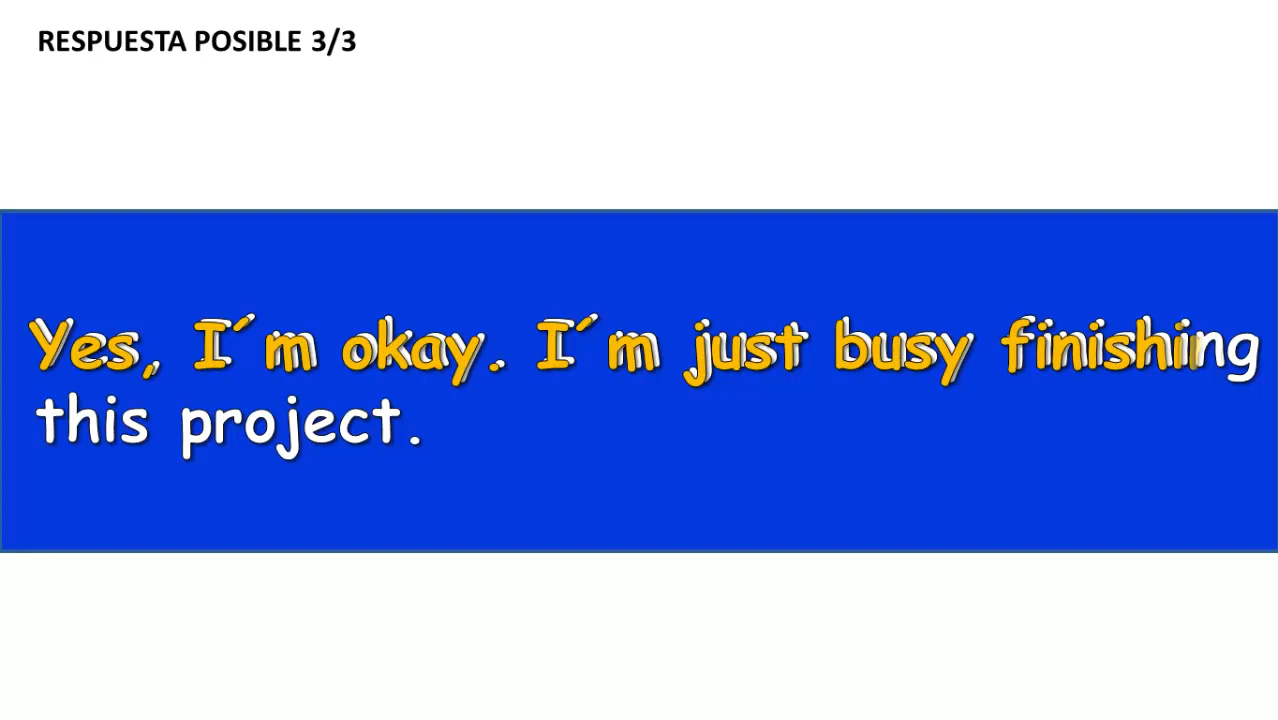 RESPUESTA POSIBLE 3/3
Yes, I´m okay. I´m just busy finishing
this project.